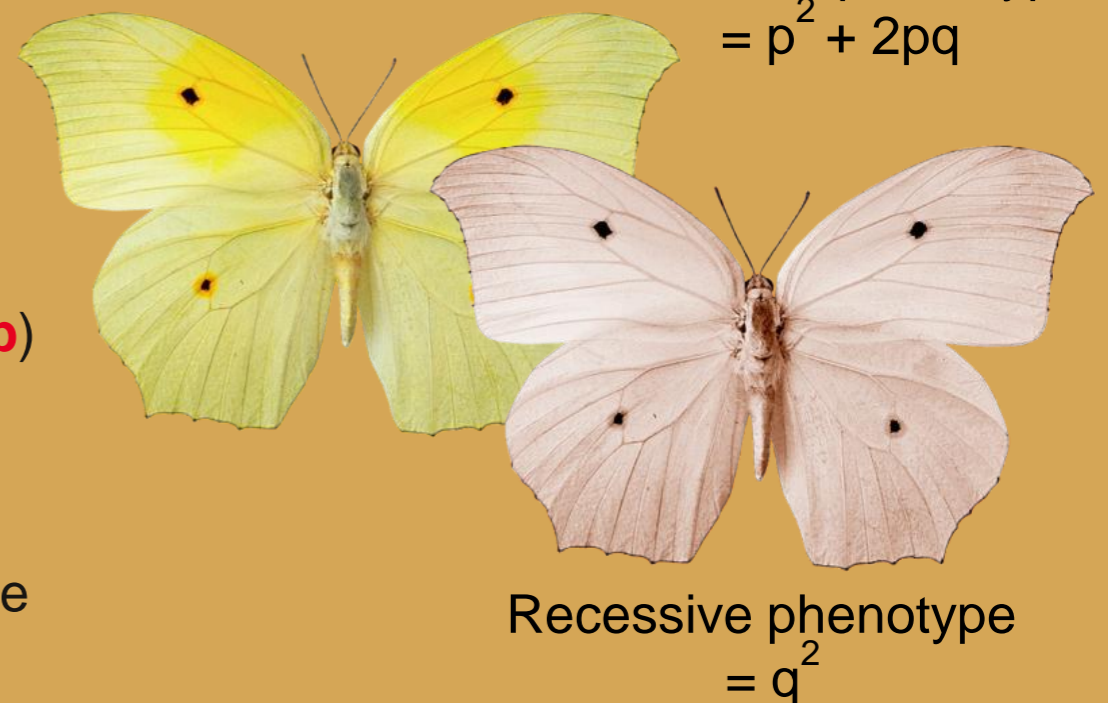 = p² + 2pq
p)
e
Recessive phenotype
= q²